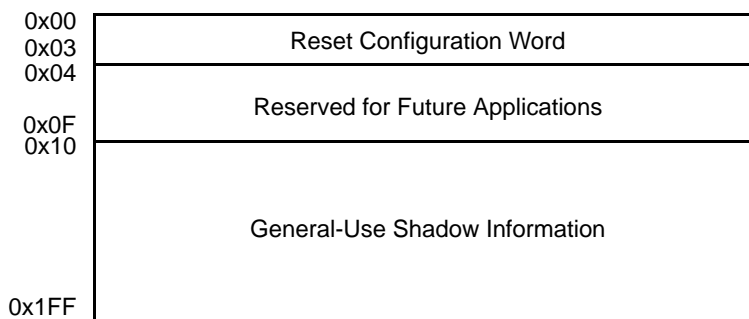 0x00
Reset Configuration Word
0x03
0x04
Reserved for Future Applications
0x0F
0x10
General-Use Shadow Information
0x1FF